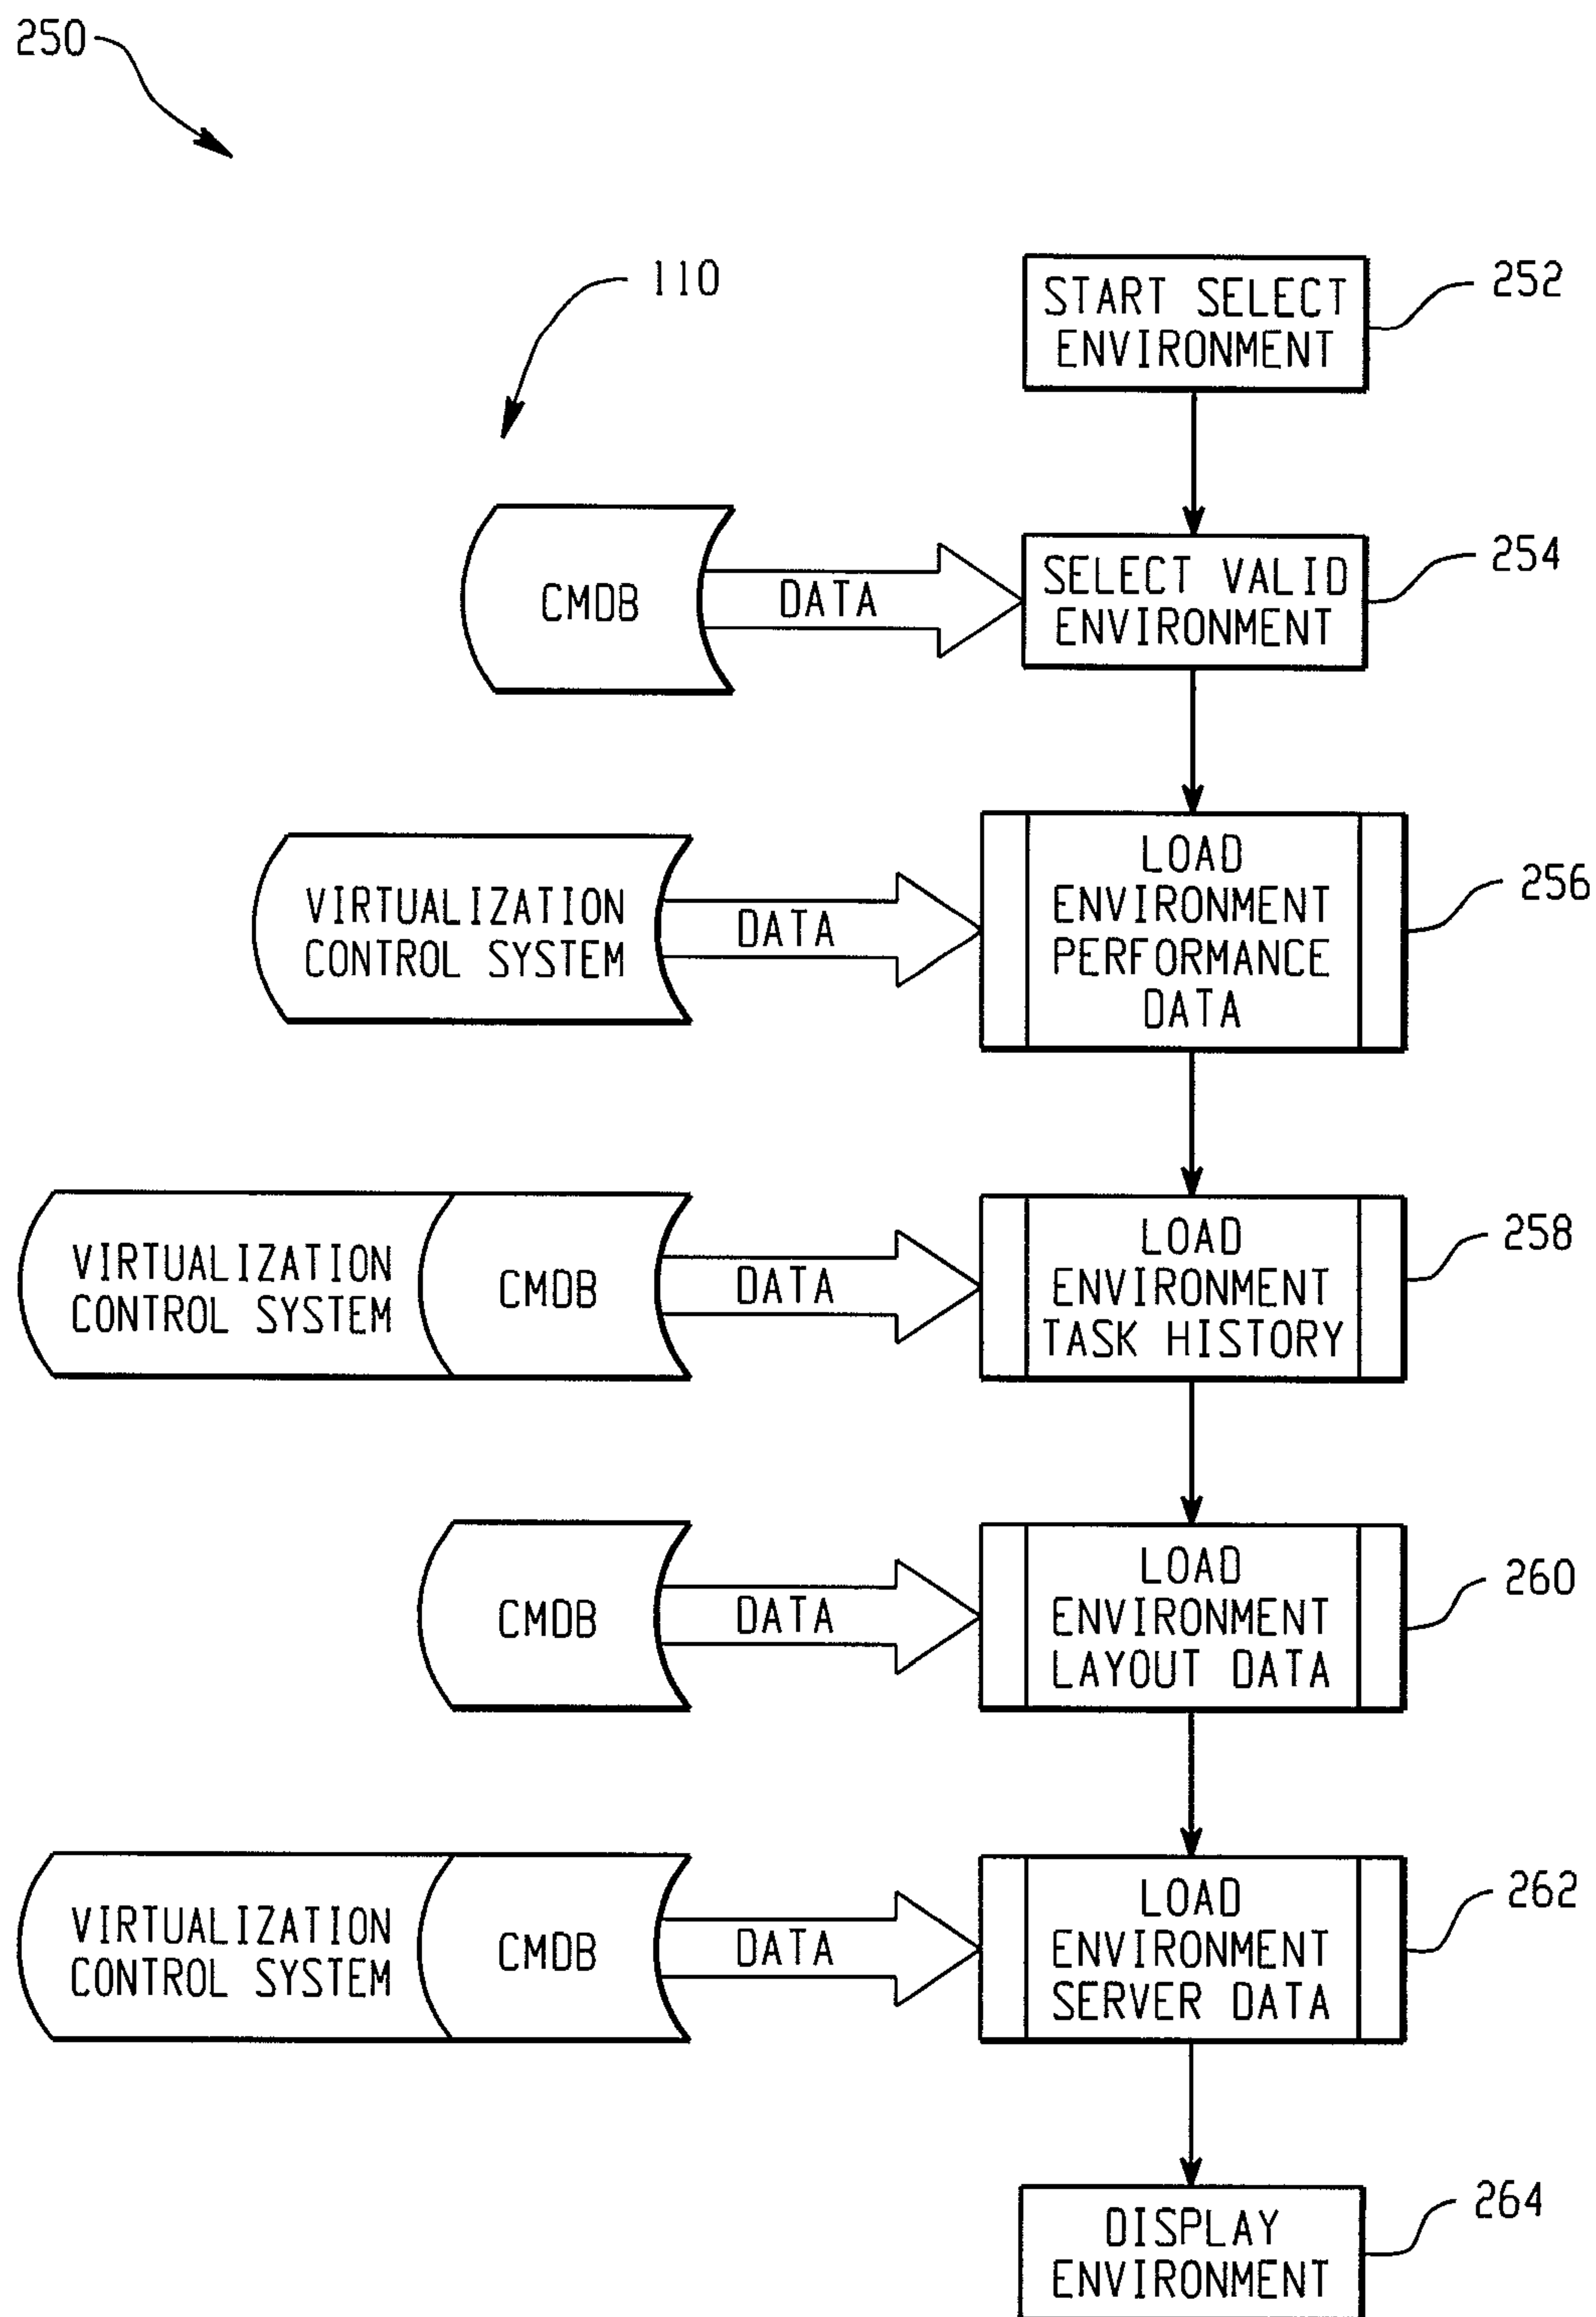 250
110
START SELECT
ENVIRONMENT
252
CMDB
DATA
SELECT VALID
ENVIRONMENT
254
VIRTUALIZATION
CONTROL SYSTEM
DATA
LOAD
ENVIRONMENT
PERFORMANCE
DATA
256
VIRTUALIZATION
CONTROL SYSTEM
CMDB
DATA
LOAD
ENVIRONMENT
TASK HISTORY
258
CMDB
DATA
LOAD
ENVIRONMENT
LAYOUT DATA
260
VIRTUALIZATION
CONTROL SYSTEM
CMDB
DATA
LOAD
ENVIRONMENT
SERVER DATA
262
DISPLAY
ENVIRONMENT
264